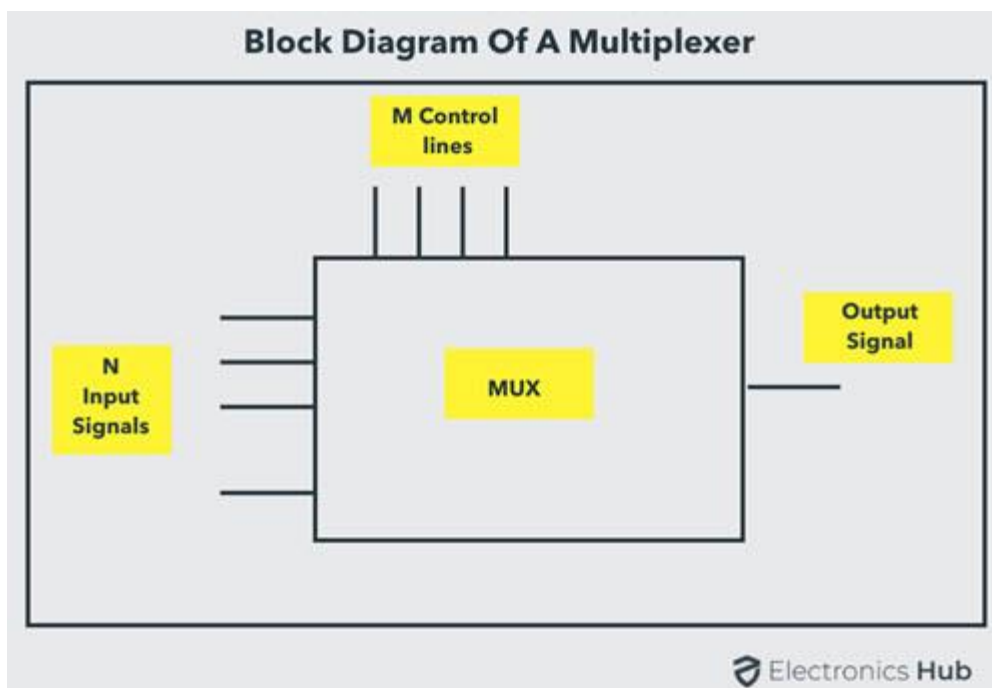 Block Diagram Of A Multiplexer
M Control
lines
Output
Signal
N
Input
Signals
MUX
Electronics Hub